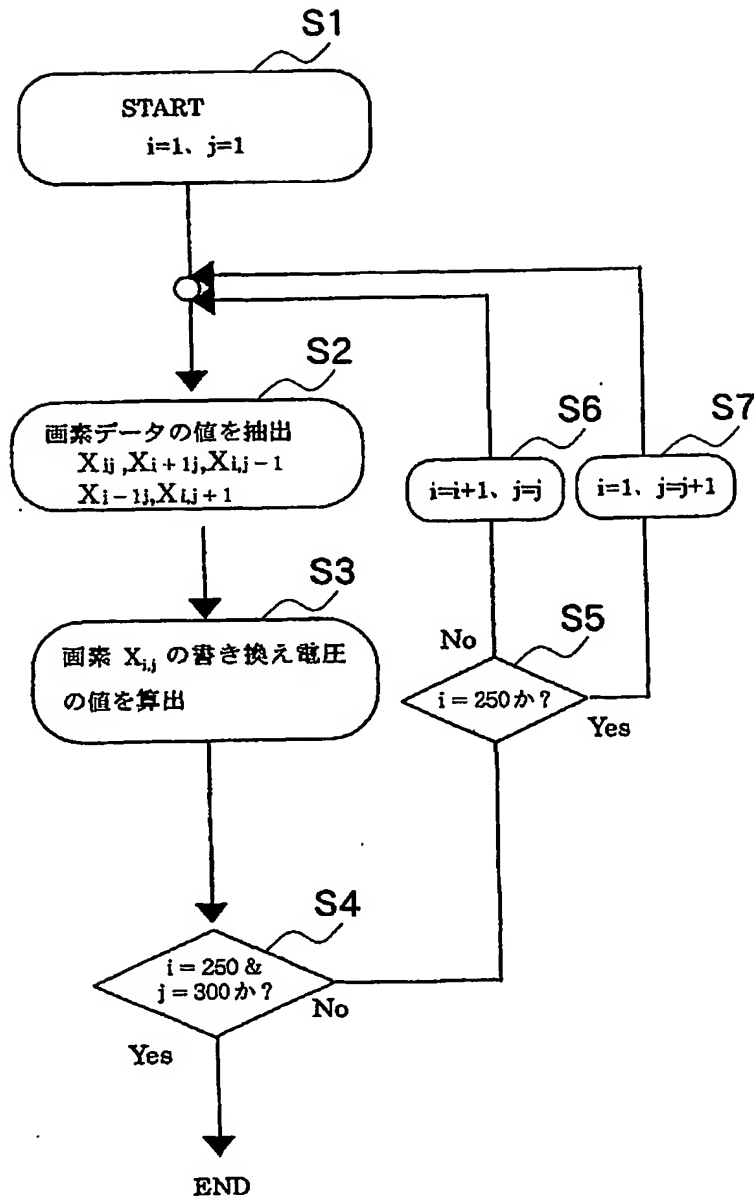 S1
START
i=1、j=1
S2
画素データの値を抽出
Xij ,Xi+1j,Xi,j-1
Xi-1j,Xi,j+1
S6
i=i+1、j=j
S7
i=1、j=j+1
S3
画素 Xi,j の書き換え電圧
の値を算出
S5
i = 250か?
No
Yes
S4
i = 250 &
j = 300か?
No
Yes
END